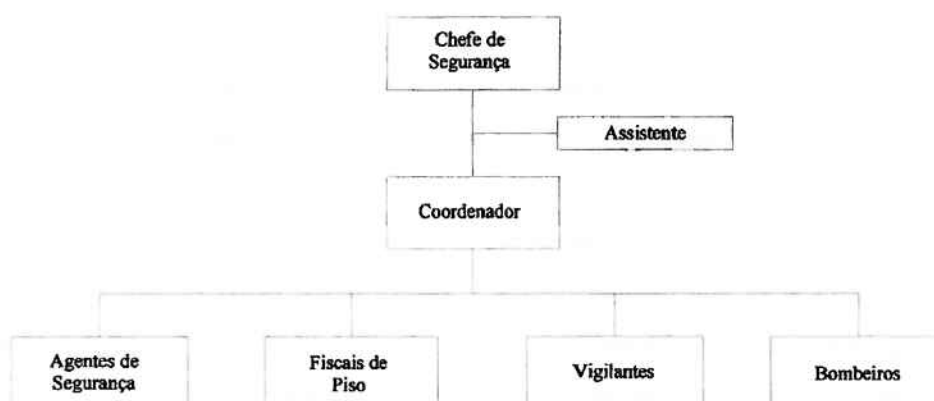 Chefe de
Segurança
Assistente
Coordenador
Agentes de
Segurança
Fiscais de
Piso
Vigilantes
Bombeiros